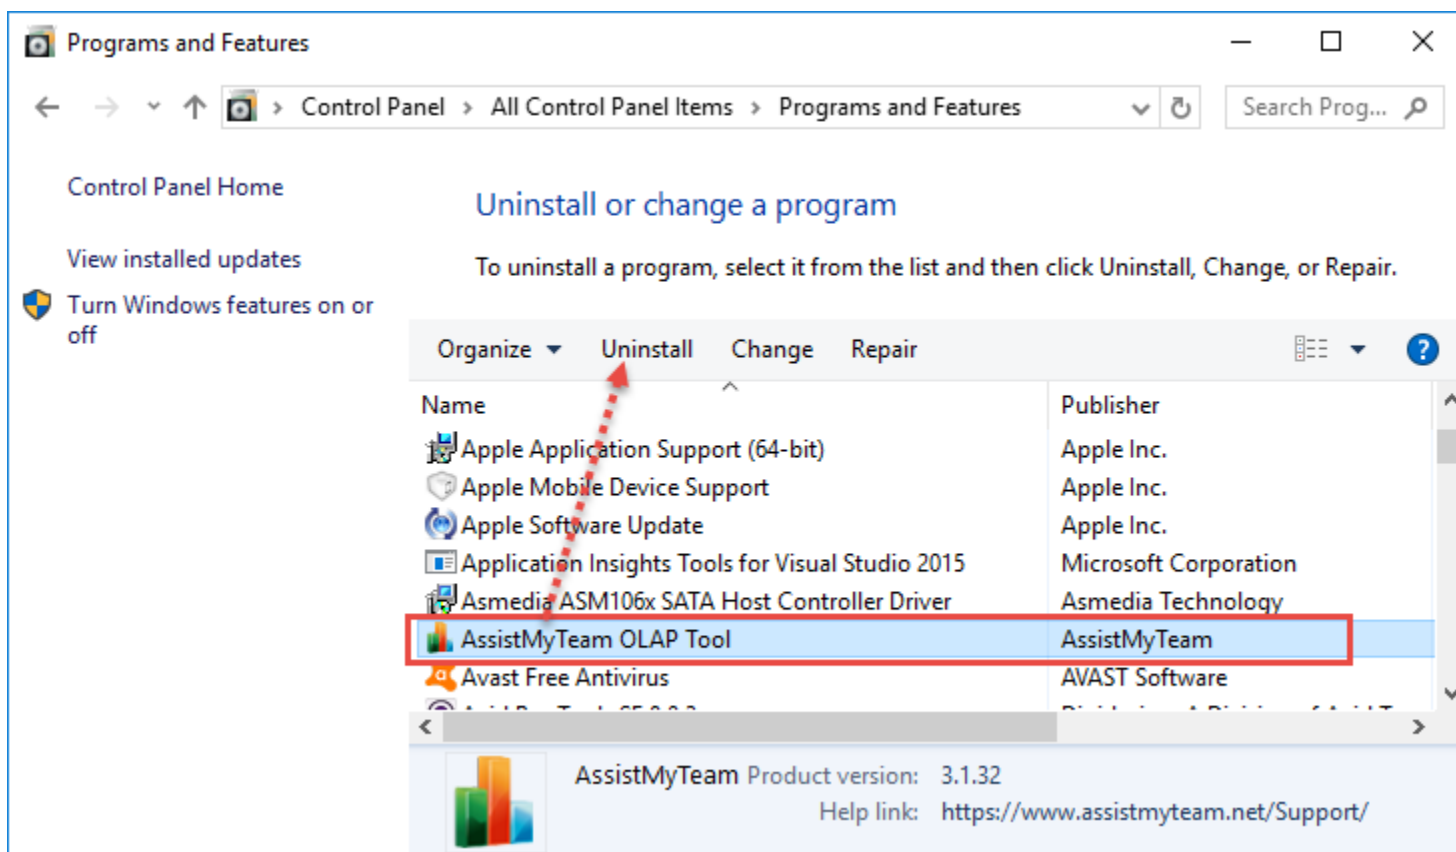 Programs and Features
Control Panel > All Control Panel Items > Programs and Features
Search Prog...
Control Panel Home
View installed updates
Turn Windows features on or
off
Uninstall or change a program
To uninstall a program, select it from the list and then click Uninstall, Change, or Repair.
Organize Uninstall Change Repair
Name Publisher
Apple Application Support (64-bit) Apple Inc.
Apple Mobile Device Support Apple Inc.
Apple Software Update Apple Inc.
Application Insights Tools for Visual Studio 2015 Microsoft Corporation
Asmedia ASM106x SATA Host Controller Driver Asmedia Technology
AssistMyTeam OLAP Tool AssistMyTeam
Avast Free Antivirus AVAST Software
AssistMyTeam Product version: 3.1.32
Help link: https://www.assistmyteam.net/Support/